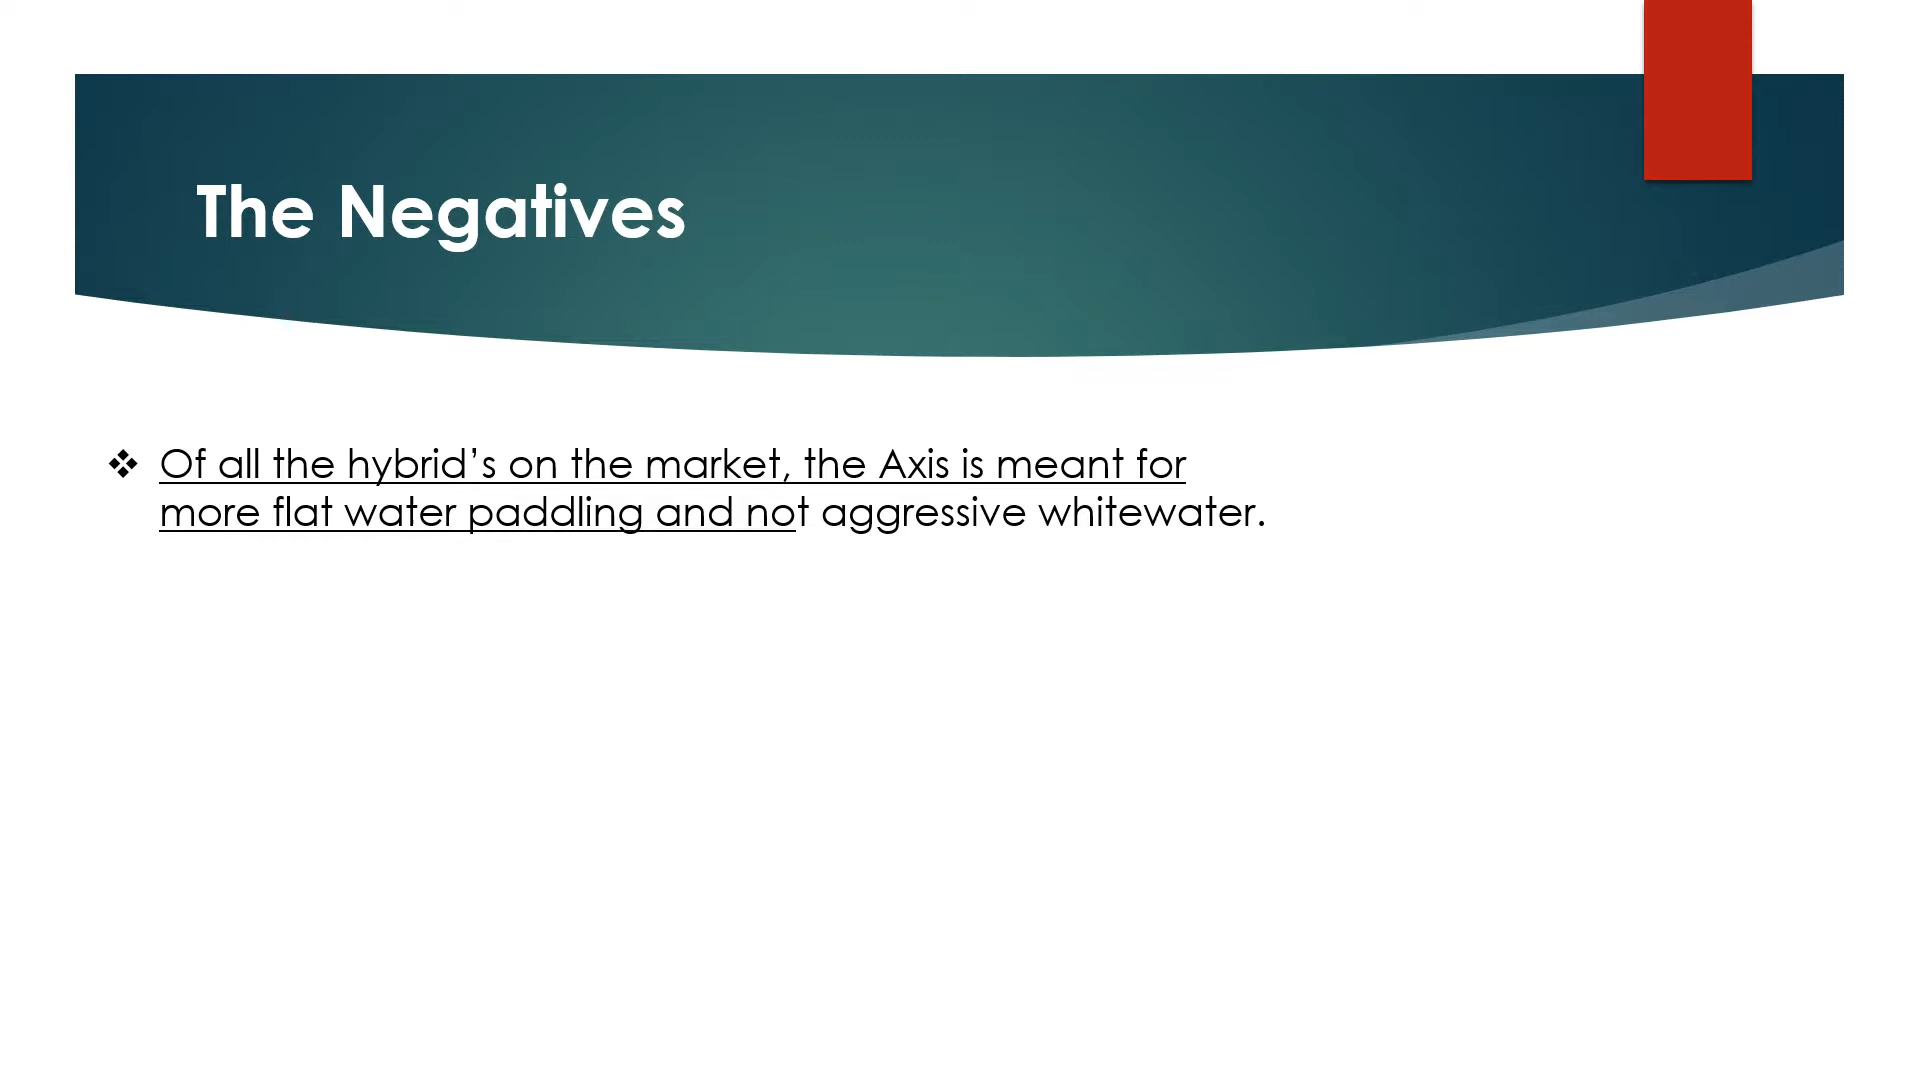 The Negatives
❖ Of all the hybrid’s on the market, the Axis is meant for
more flat water paddling and not aggressive whitewater.